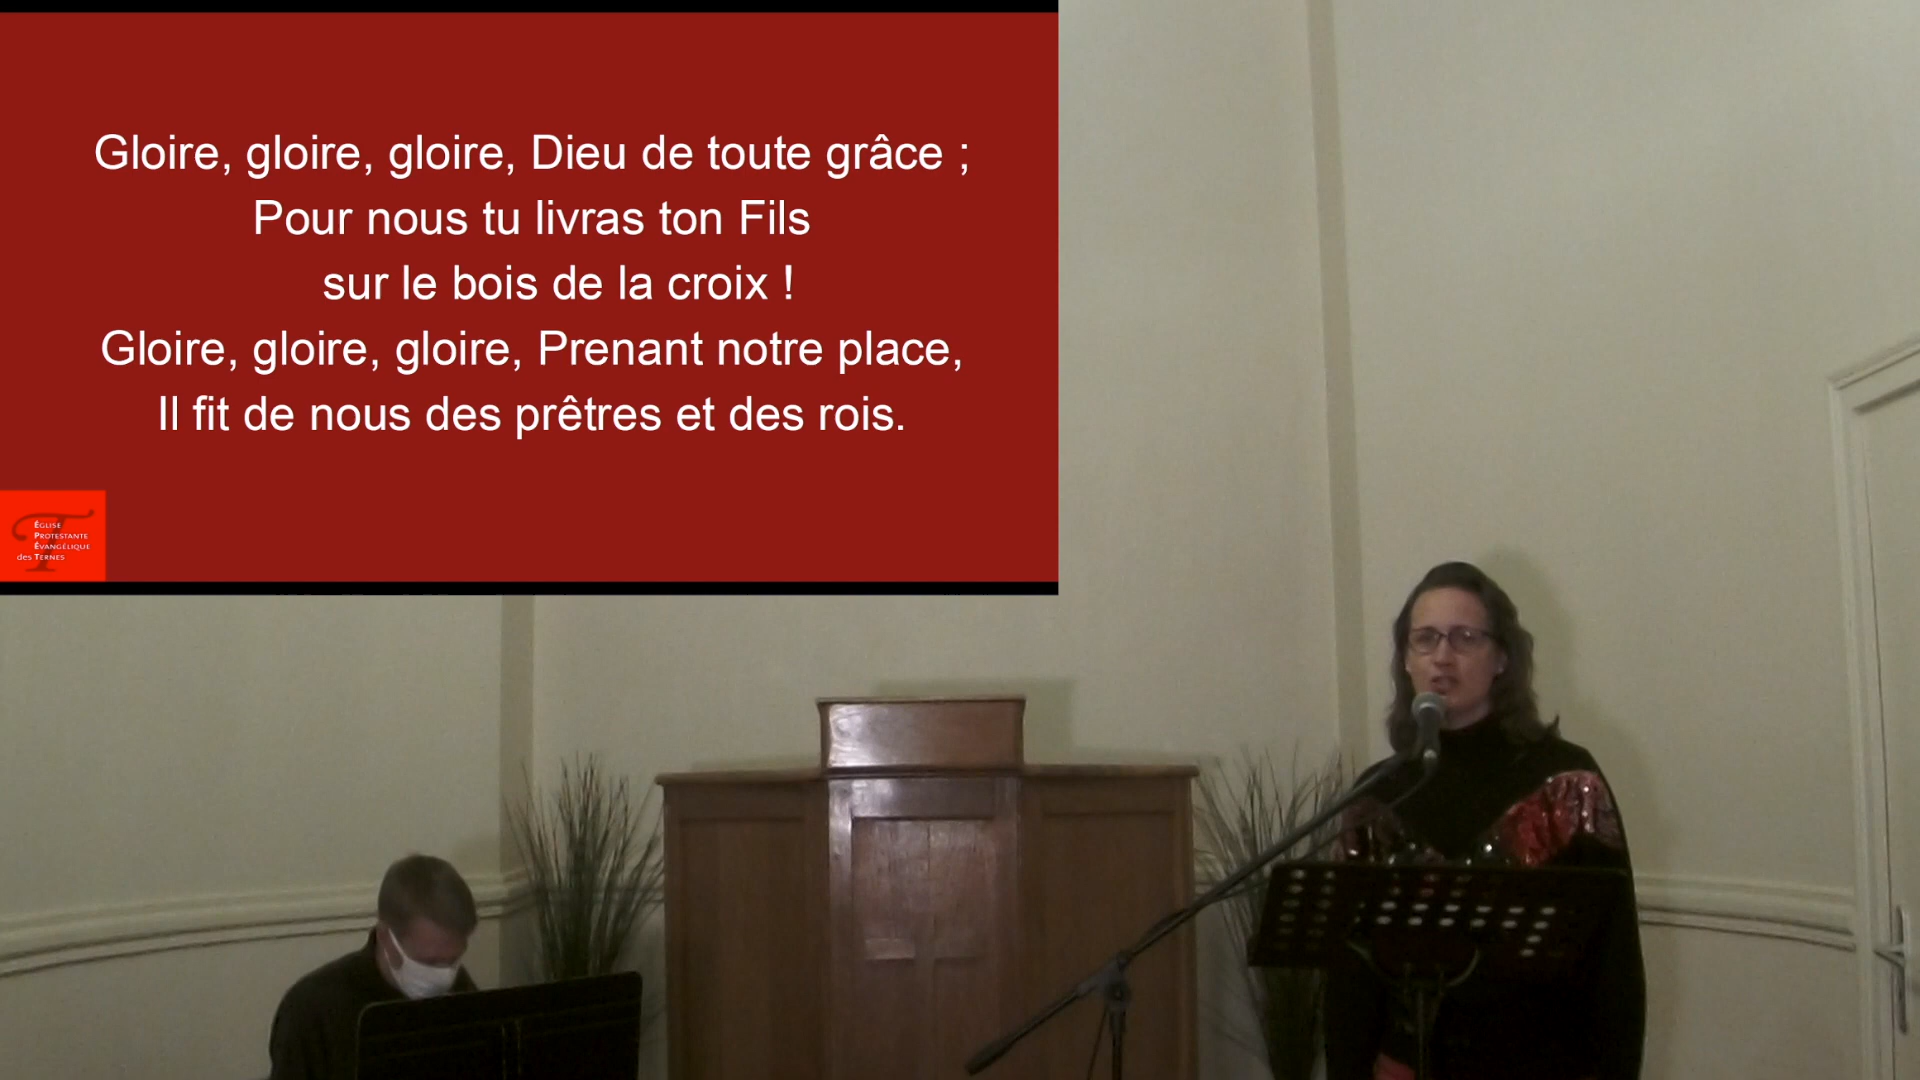 Gloire, gloire, gloire, Dieu de toute grâce ;
Pour nous tu livras ton Fils
sur le bois de la croix !
Gloire, gloire, gloire, Prenant notre place,
Il fit de nous des prêtres et des rois.
ÉGLISE
PROTESTANTE
ÉVANGÉLIQUE
des TERNES